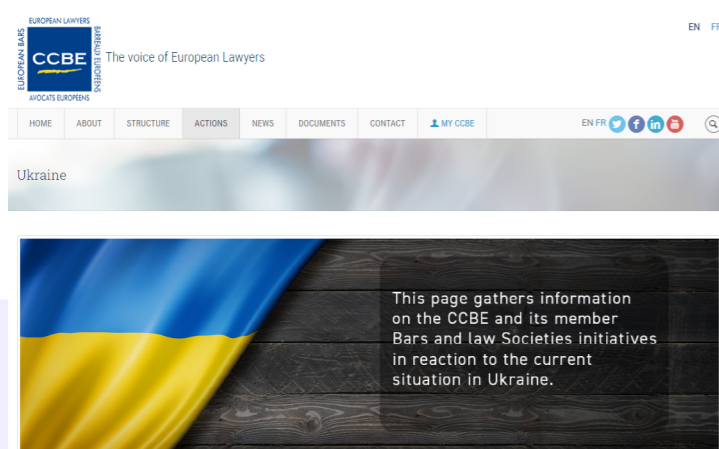 EUROPEAN LAWYERS
EUROPEAN BARS
CCBE
BARREAUX EUROPÉENS
AVOCATS EUROPÉENS
The voice of European Lawyers
EN FR
HOME ABOUT STRUCTURE ACTIONS NEWS DOCUMENTS CONTACT MY CCBE EN FR
Ukraine
This page gathers information
on the CCBE and its member
Bars and law Societies initiatives
in reaction to the current
situation in Ukraine.